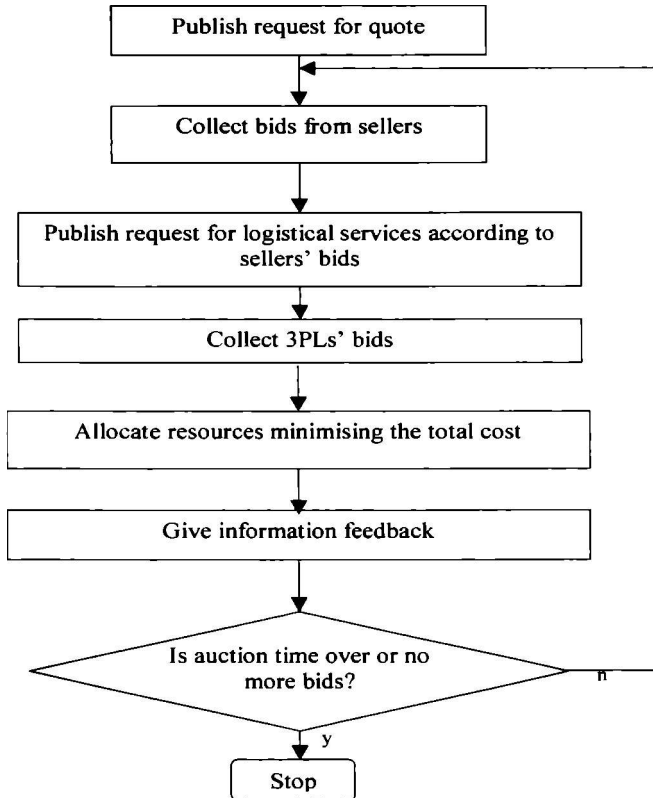 Publish request for quote
Collect bids from sellers
Publish request for logistical services according to
sellers’ bids
Collect 3PLs’ bids
Allocate resources minimising the total cost
Give information feedback
Is auction time over or no
more bids?
n
y
Stop